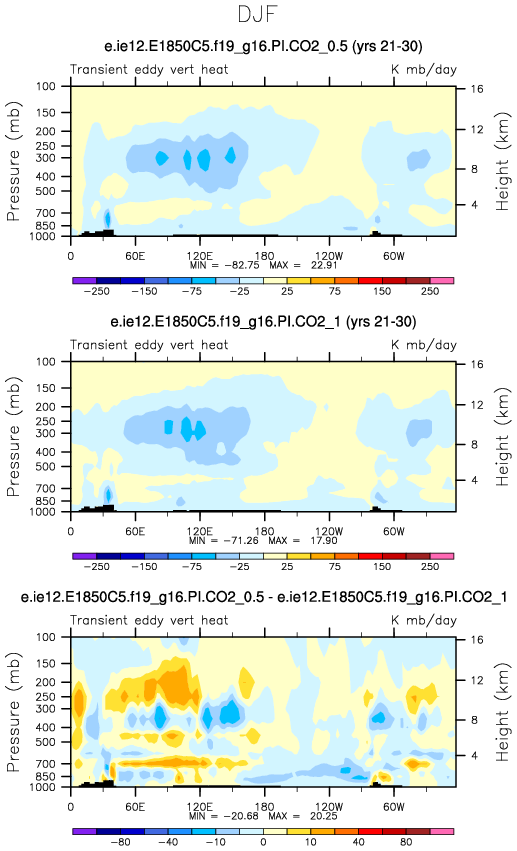 DJF
e.ie12.E1850C5.f19_g16.PI.CO2_0.5 (yrs 21-30)
Transient eddy vert heat K mb/day
Pressure (mb)
100
200
250
300
400
500
700
850
1000
16
12
8
4
Height (km)
0 60E 120E 180W 120W 60W
MIN = -82.75 MAX = 22.91
-250 -150 -75 -25 25 75 150 250
e.ie12.E1850C5.f19_g16.PI.CO2_1 (yrs 21-30)
Transient eddy vert heat K mb/day
Pressure (mb)
100
200
250
300
400
500
700
850
1000
16
12
8
4
Height (km)
0 60E 120E 180W 120W 60W
MIN = -71.26 MAX = 17.90
-250 -150 -75 -25 25 75 150 250
e.ie12.E1850C5.f19_g16.PI.CO2_0.5 - e.ie12.E1850C5.f19_g16.PI.CO2_1
Transient eddy vert heat K mb/day
Pressure (mb)
100
200
250
300
400
500
700
850
1000
16
12
8
4
Height (km)
0 60E 120E 180W 120W 60W
MIN = -20.68 MAX = 20.25
-80 -40 -10 0 10 40 80